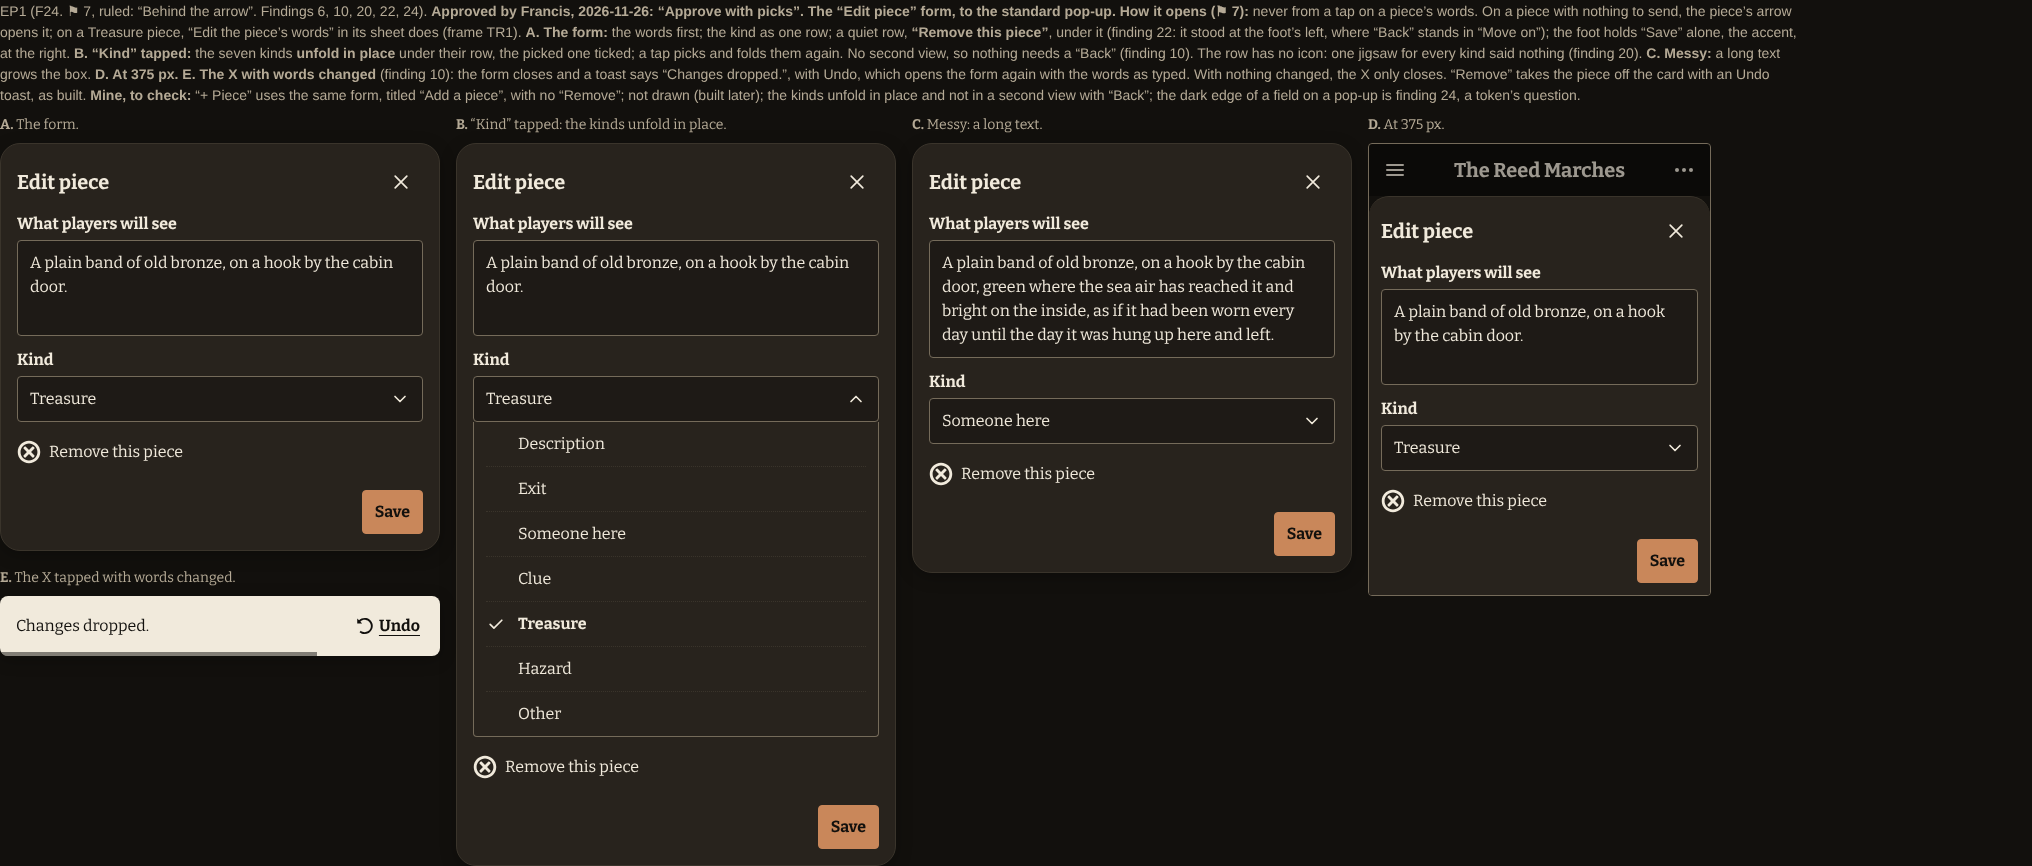 EP1 (F24. ⚑ 7, ruled: “Behind the arrow”. Findings 6, 10, 20, 22, 24). Approved by Francis, 2026-11-26: “Approve with picks”. The “Edit piece” form, to the standard pop-up. How it opens (⚑ 7): never from a tap on a piece’s words. On a piece with nothing to send, the piece’s arrow
opens it; on a Treasure piece, “Edit the piece’s words” in its sheet does (frame TR1). A. The form: the words first; the kind as one row; a quiet row, “Remove this piece”, under it (finding 22: it stood at the foot’s left, where “Back” stands in “Move on”); the foot holds “Save” alone, the accent,
at the right. B. “Kind” tapped: the seven kinds unfold in place under their row, the picked one ticked; a tap picks and folds them again. No second view, so nothing needs a “Back” (finding 10). The row has no icon: one jigsaw for every kind said nothing (finding 20). C. Messy: a long text
grows the box. D. At 375 px. E. The X with words changed (finding 10): the form closes and a toast says “Changes dropped.”, with Undo, which opens the form again with the words as typed. With nothing changed, the X only closes. “Remove” takes the piece off the card with an Undo
toast, as built. Mine, to check: “+ Piece” uses the same form, titled “Add a piece”, with no “Remove”; not drawn (built later); the kinds unfold in place and not in a second view with “Back”; the dark edge of a field on a pop-up is finding 24, a token’s question.
A. The form.
Edit piece
What players will see
A plain band of old bronze, on a hook by the cabin
door.
Kind
Treasure
Remove this piece
Save
E. The X tapped with words changed.
Changes dropped.
Undo
B. “Kind” tapped: the kinds unfold in place.
Edit piece
What players will see
A plain band of old bronze, on a hook by the cabin
door.
Kind
Treasure
Description
Exit
Someone here
Clue
Treasure
Hazard
Other
Remove this piece
Save
C. Messy: a long text.
Edit piece
What players will see
A plain band of old bronze, on a hook by the cabin
door, green where the sea air has reached it and
bright on the inside, as if it had been worn every
day until the day it was hung up here and left.
Kind
Someone here
Remove this piece
Save
D. At 375 px.
The Reed Marches
Edit piece
What players will see
A plain band of old bronze, on a hook
by the cabin door.
Kind
Treasure
Remove this piece
Save